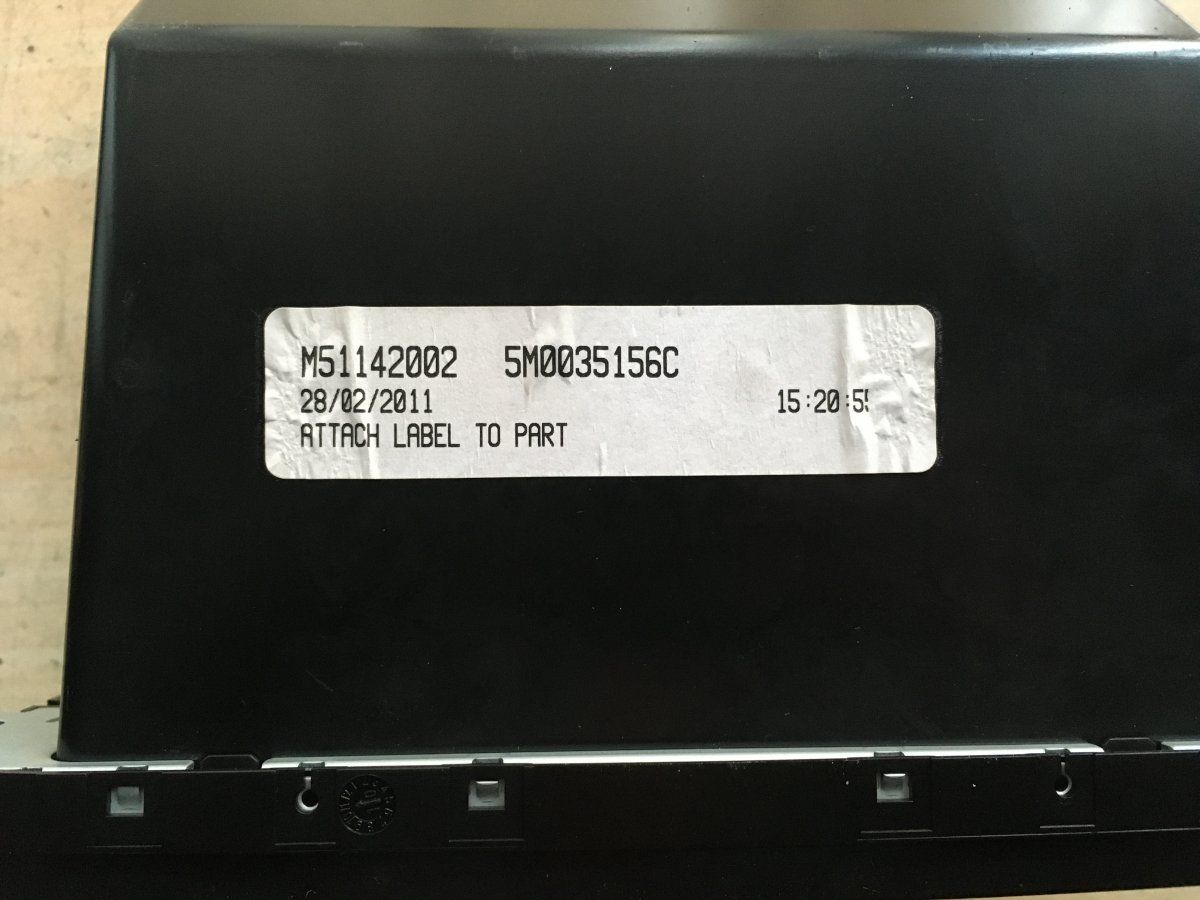 M51142002 5M0035156C
28/02/2011 15:20:5
ATTACH LABEL TO PART